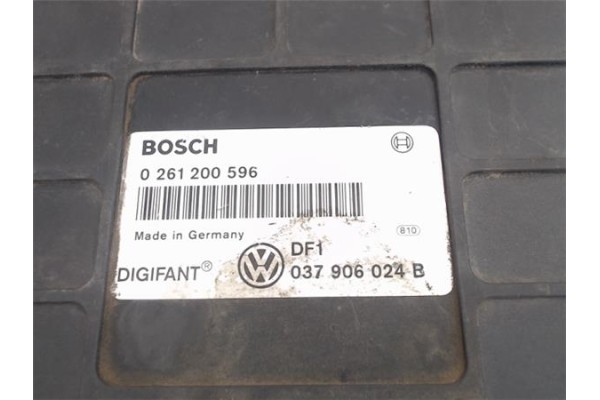 BOSCH
0 261 200 596
Made in Germany
810
DIGIFANT®
DF1
037 906 024 B